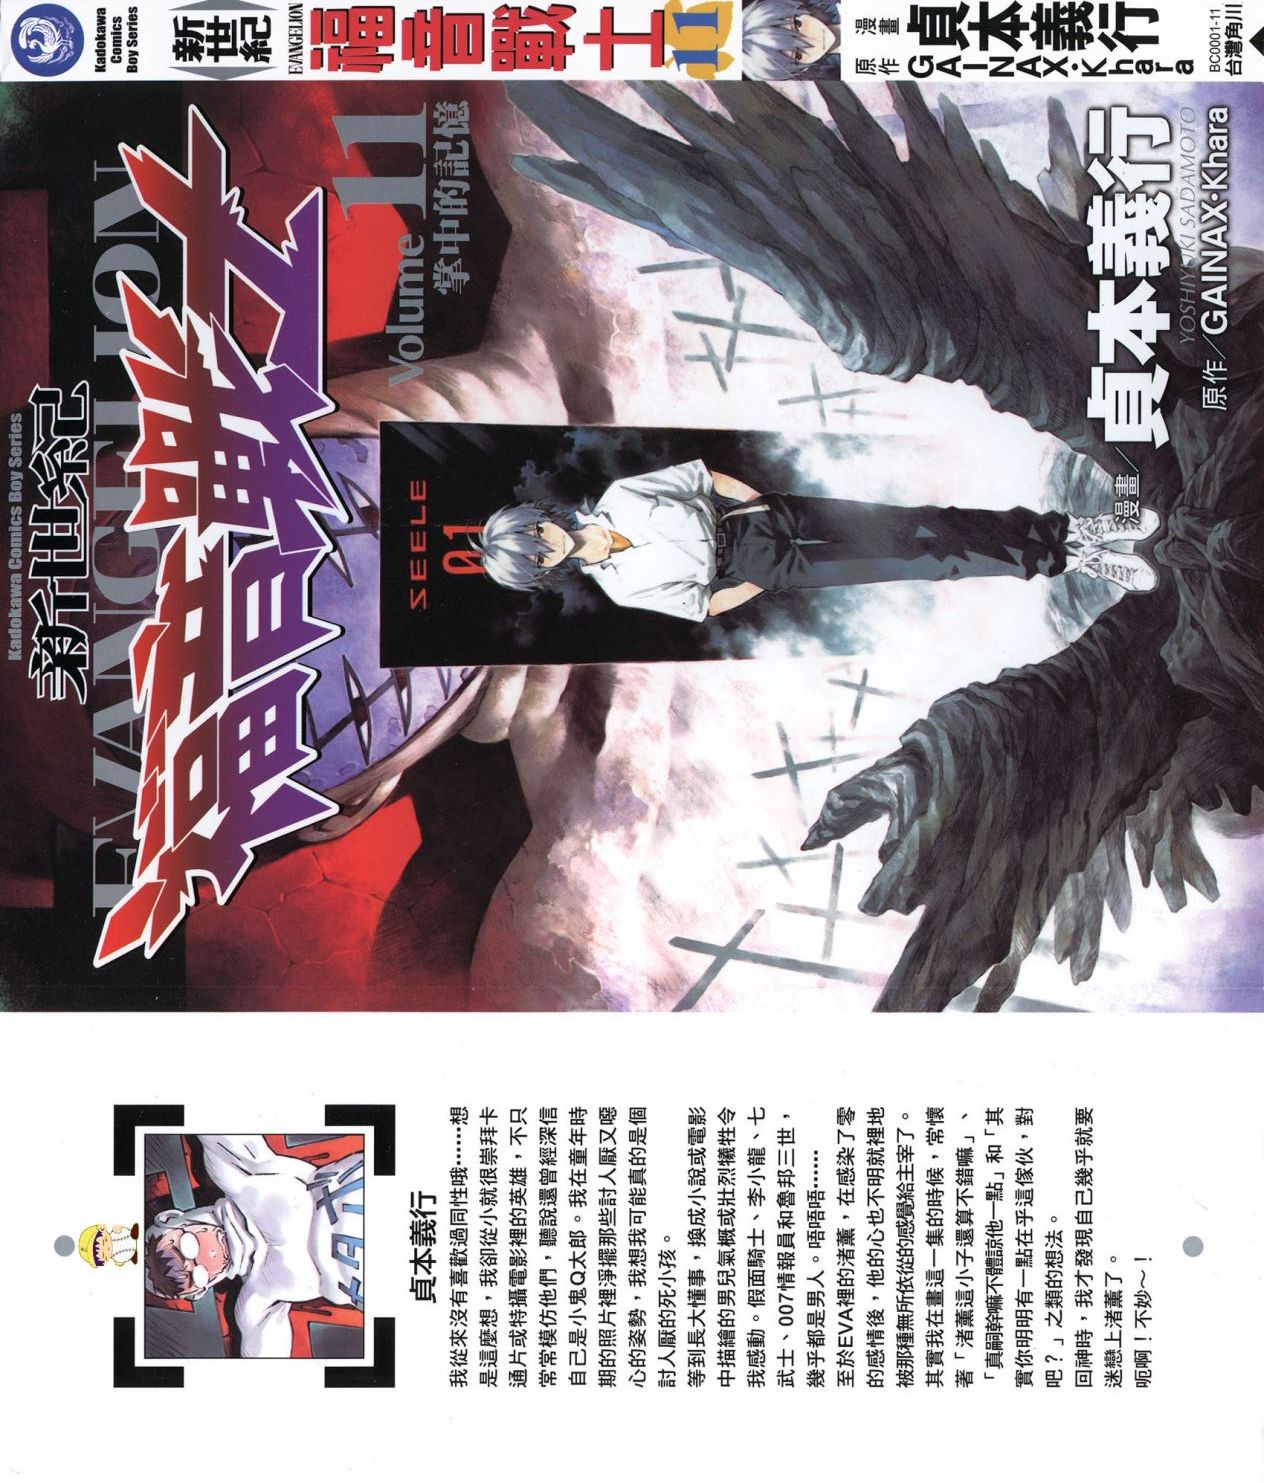 Kadokawa
Comics
Boy Series
新世紀
EVANGELION
福音戰士
11
漫畫 貞本義行
原作 GAINAX・Khara
BC0001-11
台灣角川
Kadokawa Comics Boy Series
新世紀
EVANGELION
福音戰士
Volume 11
掌中的記憶
SEELE
01
漫畫／貞本義行
YOSHIYUKI SADAMOTO
原作／GAINAX・Khara
貞本義行
我從來沒有喜歡過同性哦……想
是這麼想，我卻從小就很崇拜卡
通片或特攝電影裡的英雄，不只
常常模仿他們，聽說還曾經深信
自己是小鬼Q太郎。我在童年時
期的照片裡淨擺那些討人厭又噁
心的姿勢，我想我可能真的是個
討人厭的死小孩。
等到長大懂事，換成小說或電影
中描繪的男兒氣概或壯烈犧牲令
我感動。假面騎士、李小龍、七
武士、007情報員和魯邦三世，
幾乎都是男人。唔唔唔……
至於EVA裡的渚薰，在感染了零
的感情後，他的心也不明就裡地
被那種無所依從的感覺給主宰了。
其實我在畫這一集的時候，常懷
著「渚薰這小子還算不錯嘛」、
「真嗣幹嘛不體諒他一點」和「其
實你明明有一點在乎這傢伙，對
吧？」之類的想法。
回神時，我才發現自己幾乎就要
迷戀上渚薰了。
呃啊！不妙～！